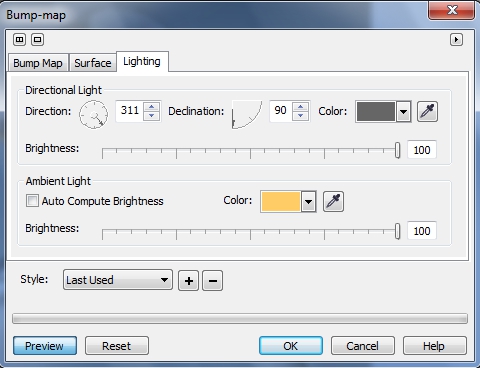 Bump-map
Bump Map Surface Lighting
Directional Light
Direction: 311 Declination: 90 Color:
Brightness: 100
Ambient Light
Auto Compute Brightness Color:
Brightness: 100
Style: Last Used
Preview Reset OK Cancel Help